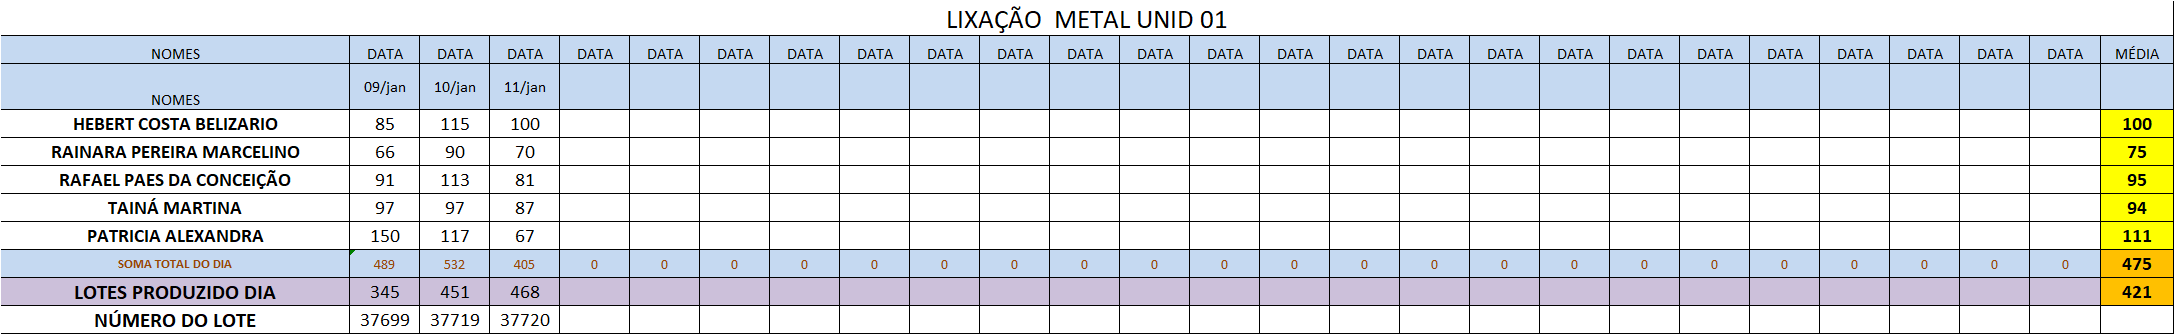 LIXAÇÃO METAL UNID 01
NOMES DATA DATA DATA DATA DATA DATA DATA DATA DATA DATA DATA DATA DATA DATA DATA DATA DATA DATA DATA DATA DATA DATA DATA DATA DATA MÉDIA
NOMES 09/jan 10/jan 11/jan
HEBERT COSTA BELIZARIO 85 115 100 100
RAINARA PEREIRA MARCELINO 66 90 70 75
RAFAEL PAES DA CONCEIÇÃO 91 113 81 95
TAINÁ MARTINA 97 97 87 94
PATRICIA ALEXANDRA 150 117 67 111
SOMA TOTAL DO DIA 489 532 405 0 0 0 0 0 0 0 0 0 0 0 0 0 0 0 0 0 0 0 0 0 0 475
LOTES PRODUZIDO DIA 345 451 468 421
NÚMERO DO LOTE 37699 37719 37720